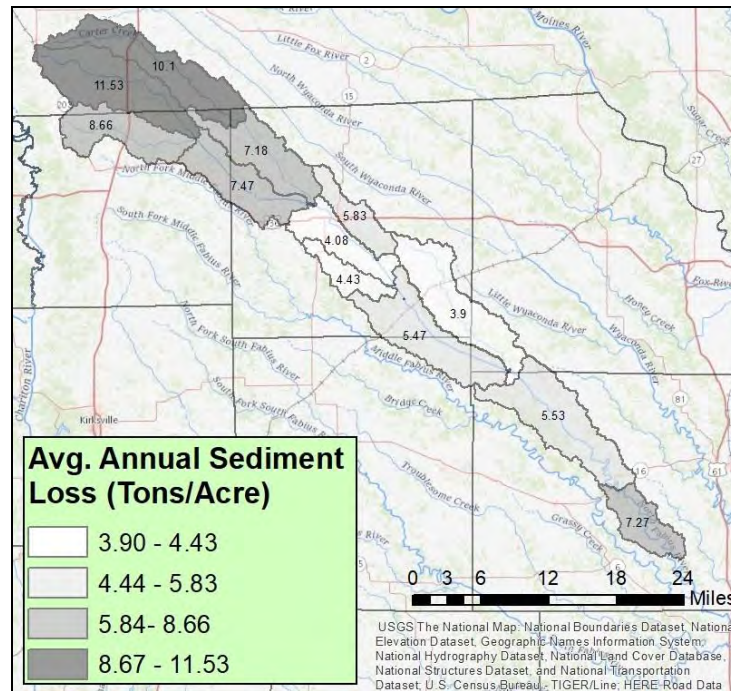 Moines River
Carter Creek
Little Fox River
2
10.1
North Wyaconda River
15
11.53
Sugar Creek
8.66
7.18
27
South Wyaconda River
7.47
South Fork Middle Fabius River
5.83
4.08
Fox River
4.43
3.9
Little Wyaconda River
Honey Creek
Wyaconda River
North Fork South Fabius River
5.47
Middle Fabius River
Chariton River
81
Bridge Creek
5.53
Kirksville
South Fork South Fabius River
16
61
Troublesome Creek
7.27
Grassy Creek
6
Avg. Annual Sediment
Loss (Tons/Acre)
3.90 - 4.43
4.44 - 5.83
5.84- 8.66
8.67 - 11.53
0 3 6 12 18 24
Miles
USGS The National Map: National Boundaries Dataset, National
Elevation Dataset, Geographic Names Information System,
National Hydrography Dataset, National Land Cover Database,
National Structures Dataset, and National Transportation
Dataset; U.S. Census Bureau - TIGER/Line; HERE Road Data